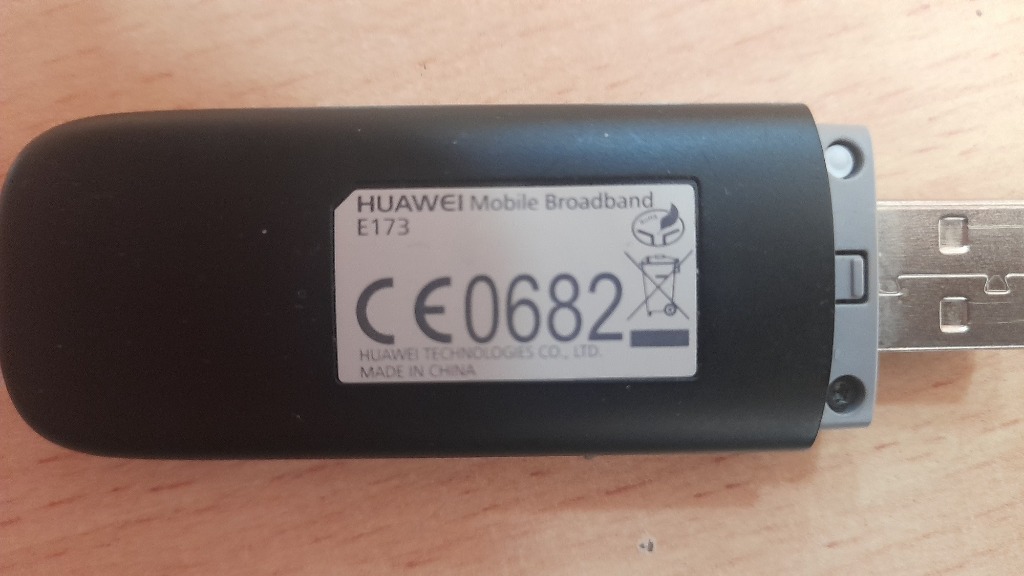 HUAWEI Mobile Broadband
E173
CE0682
HUAWEI TECHNOLOGIES CO., LTD.
MADE IN CHINA